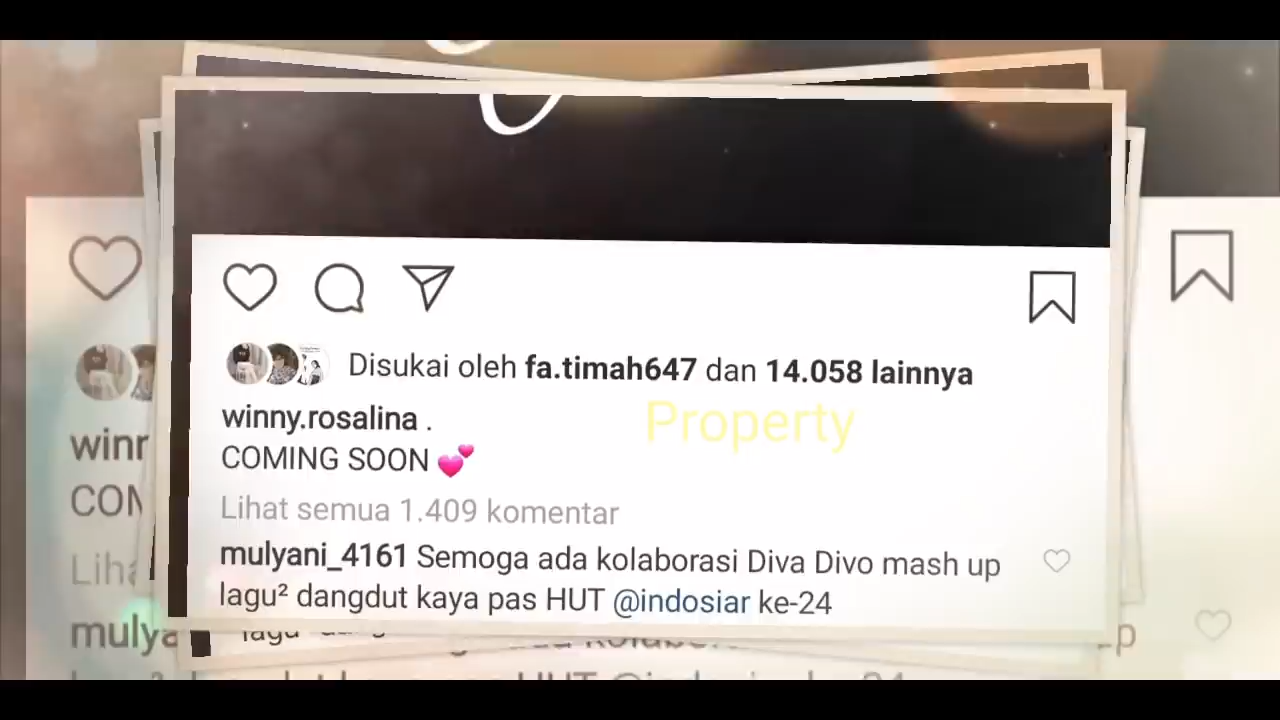 Disukai oleh fa.timah647 dan 14.058 lainnya
winny.rosalina .
Property
COMING SOON 💕
Lihat semua 1.409 komentar
mulyani_4161 Semoga ada kolaborasi Diva Divo mash up
lagu² dangdut kaya pas HUT @indosiar ke-24